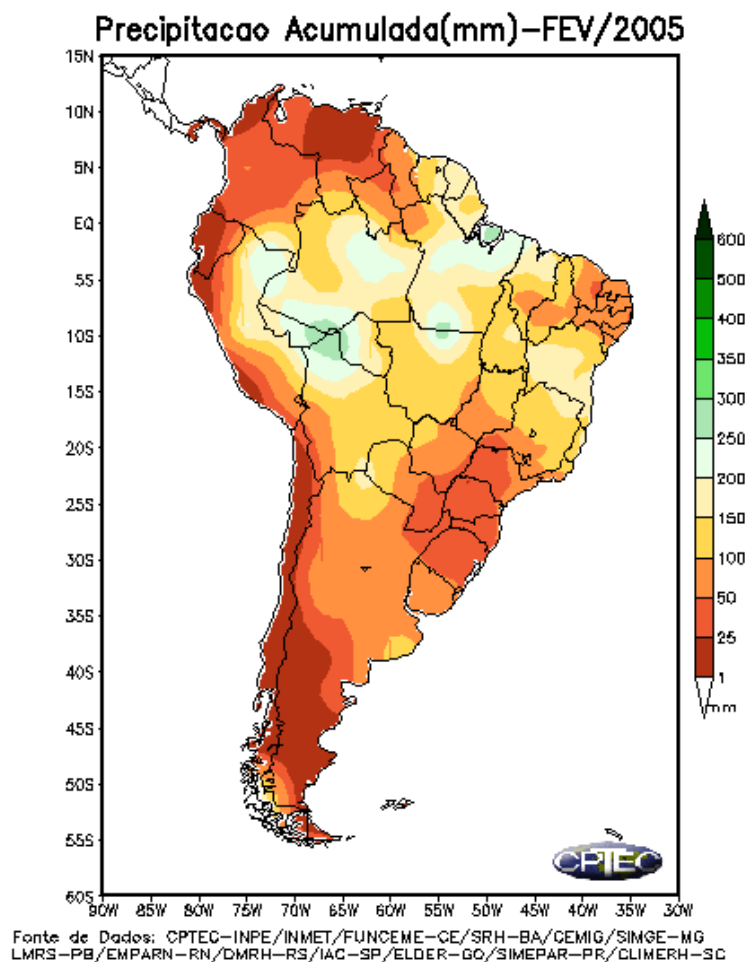 Precipitacao Acumulada(mm)-FEV/2005
15N
10N
5N
EQ
5S
10S
15S
20S
25S
30S
35S
40S
45S
50S
55S
60S
90W 85W 80W 75W 70W 65W 60W 55W 50W 45W 40W 35W 30W
600
500
400
350
300
250
200
150
100
50
25
1
mm
CPTEC
Fonte de Dados: CPTEC-INPE/INMET/FUNCEME-CE/SRH-BA/CEMIG/SIMGE-MG
LMRS-PB/EMPARN-RN/DMRH-RS/IAC-SP/ELDER-GO/SIMEPAR-PR/CLIMERH-SC